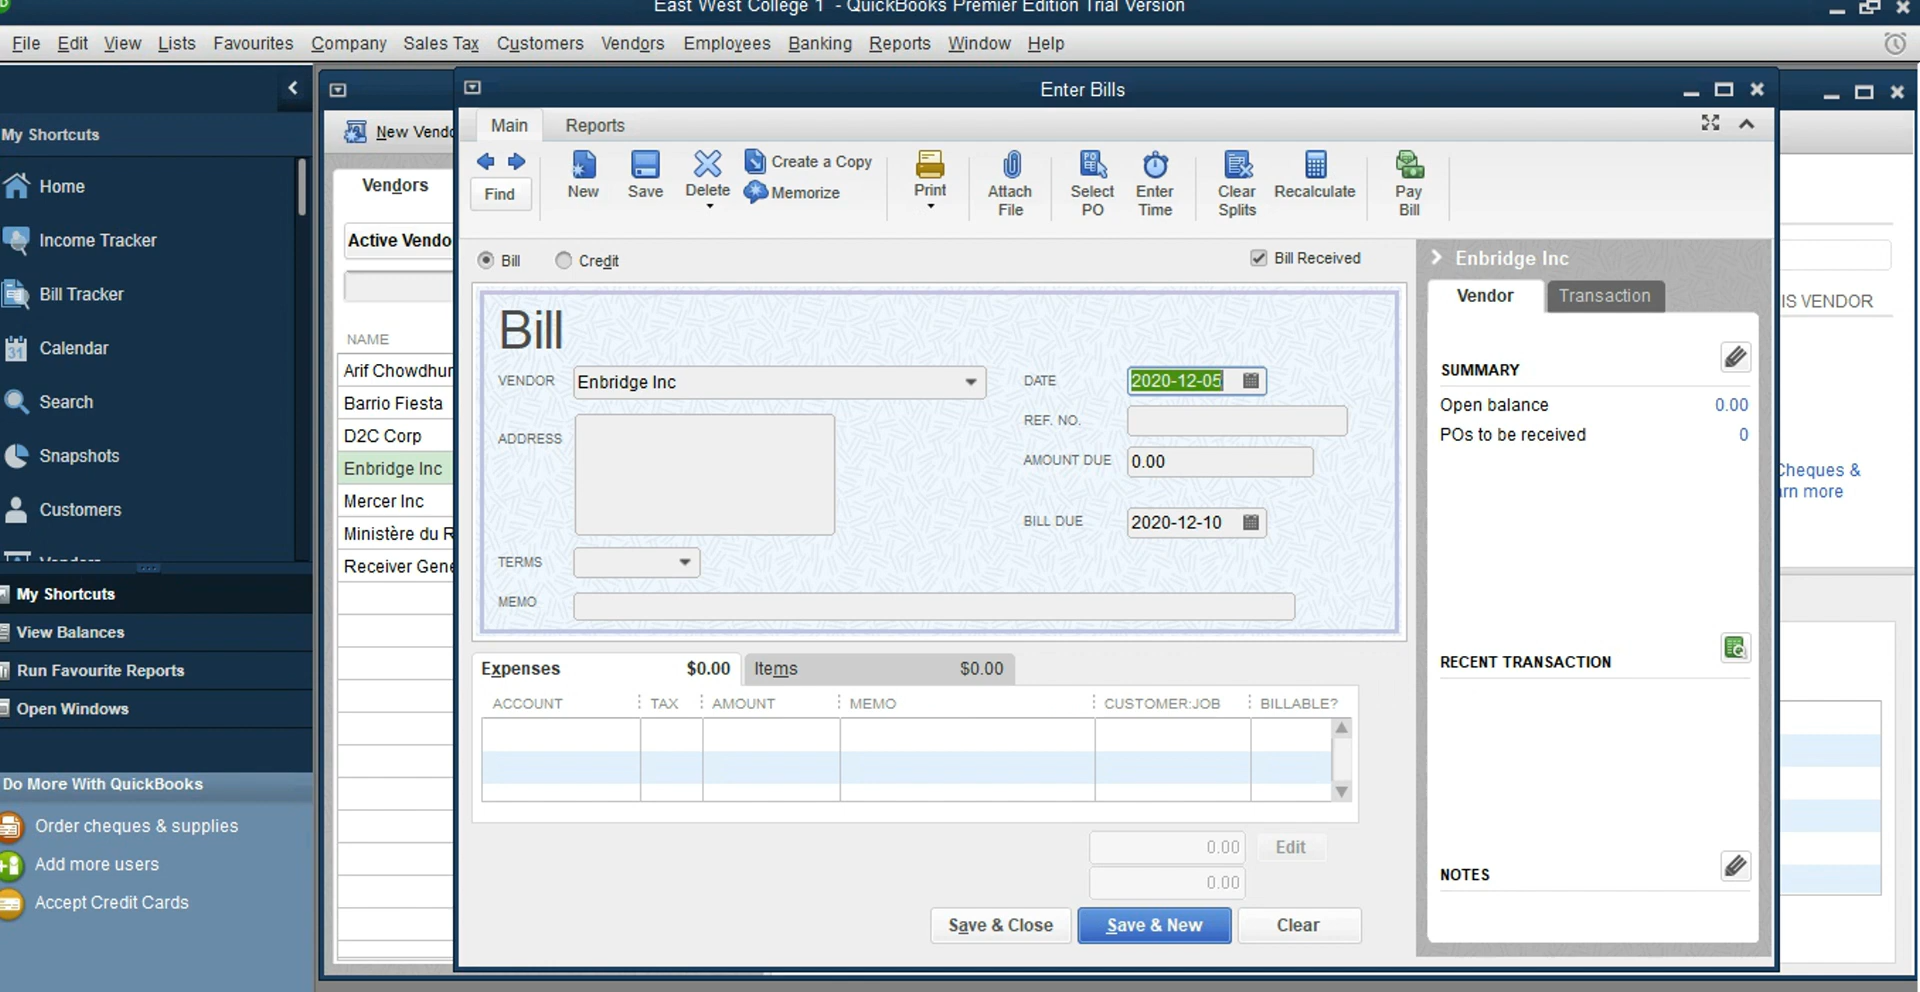 East West College 1 - QuickBooks Premier Edition Trial Version
File Edit View Lists Favourites Company Sales Tax Customers Vendors Employees Banking Reports Window Help
My Shortcuts
Home
Income Tracker
Bill Tracker
Calendar
31
Search
Snapshots
Customers
My Shortcuts
View Balances
Run Favourite Reports
Open Windows
Do More With QuickBooks
Order cheques & supplies
Add more users
Accept Credit Cards
New Vend
Vendors
Active Vendo
NAME
Arif Chowdhur
Barrio Fiesta
D2C Corp
Enbridge Inc
Mercer Inc
Ministère du R
Receiver Gene
Enter Bills
Main Reports
Find
New
Save
Delete
Create a Copy
Memorize
Print
Attach File
Select PO
Enter Time
Clear Splits
Recalculate
Pay Bill
Bill Credit
Bill Received
Bill
VENDOR Enbridge Inc
ADDRESS
TERMS
MEMO
DATE 2020-12-05
REF. NO.
AMOUNT DUE 0.00
BILL DUE 2020-12-10
Expenses $0.00 Items $0.00
ACCOUNT TAX AMOUNT MEMO CUSTOMER:JOB BILLABLE?
0.00 Edit
0.00
Save & Close Save & New Clear
Enbridge Inc
Vendor Transaction
SUMMARY
Open balance 0.00
POs to be received 0
RECENT TRANSACTION
NOTES
IS VENDOR
Cheques &
rn more